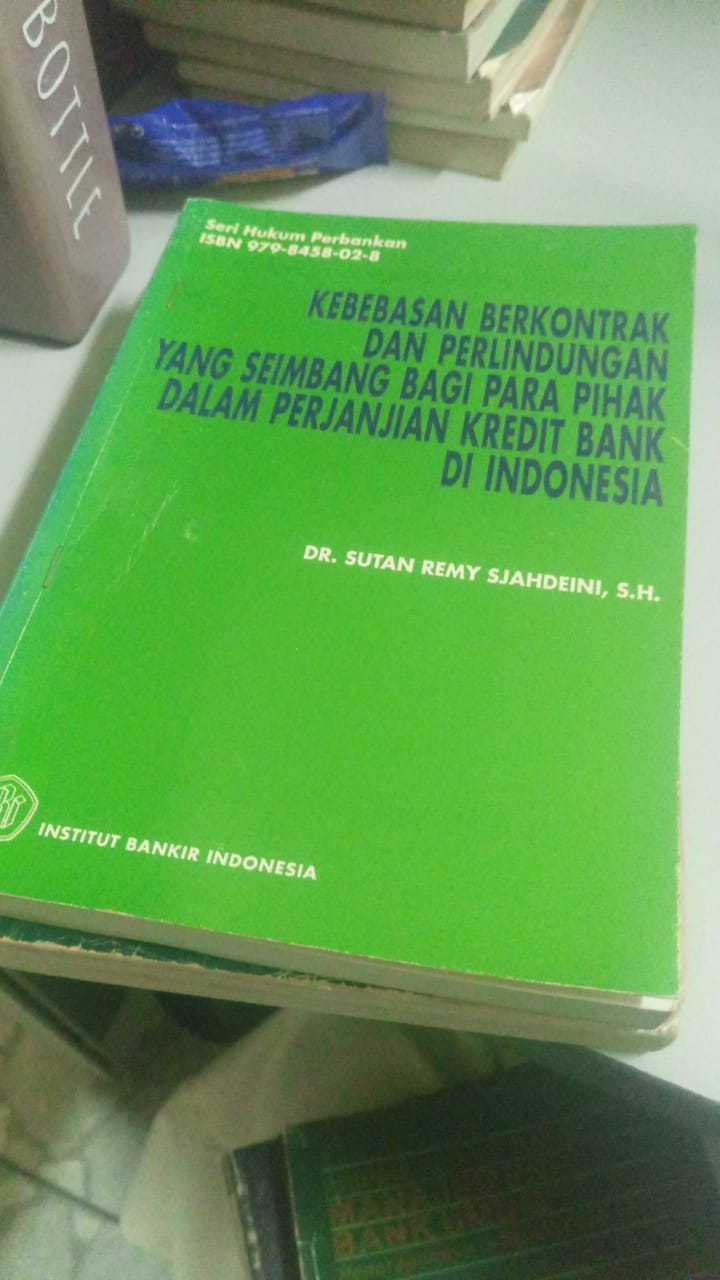 BOTTLE
Seri Hukum Perbankan
ISBN 979-8458-02-8
KEBEBASAN BERKONTRAK
DAN PERLINDUNGAN
YANG SEIMBANG BAGI PARA PIHAK
DALAM PERJANJIAN KREDIT BANK
DI INDONESIA
DR. SUTAN REMY SJAHDEINI, S.H.
INSTITUT BANKIR INDONESIA